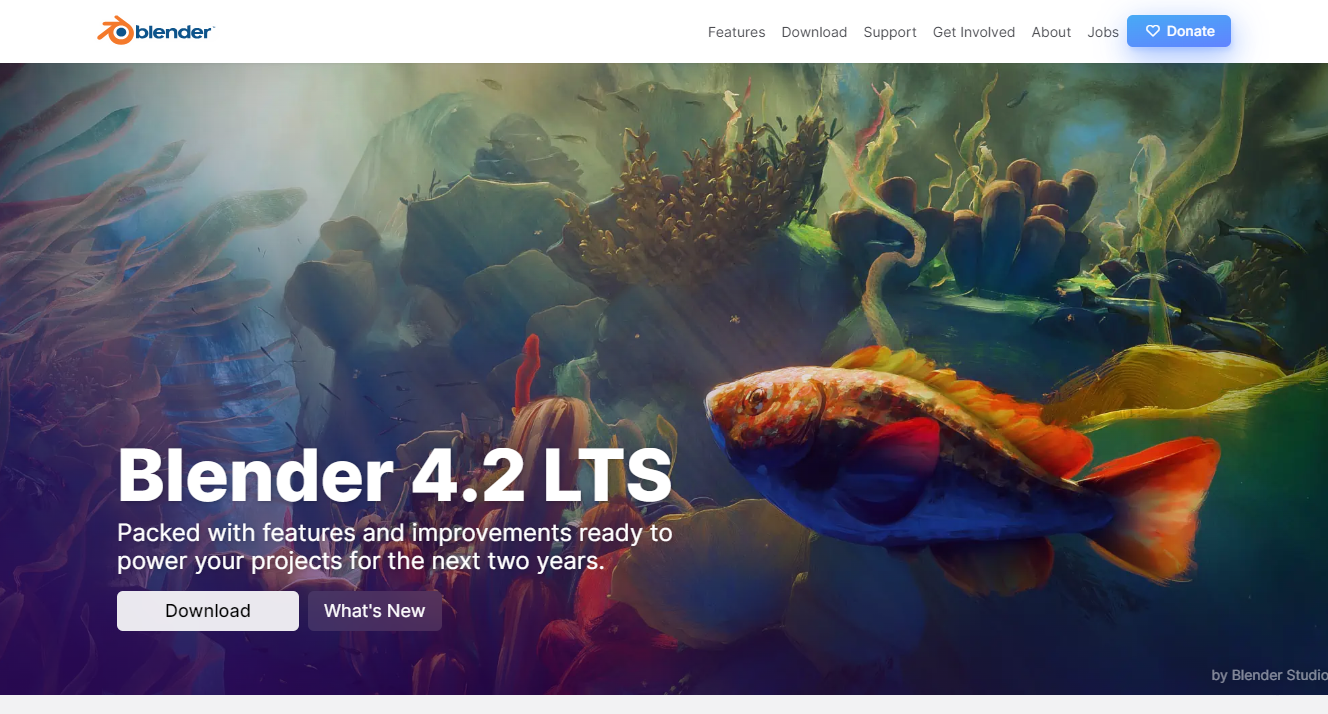 blender
Features Download Support Get Involved About Jobs Donate
Blender 4.2 LTS
Packed with features and improvements ready to
power your projects for the next two years.
Download What's New
by Blender Studio